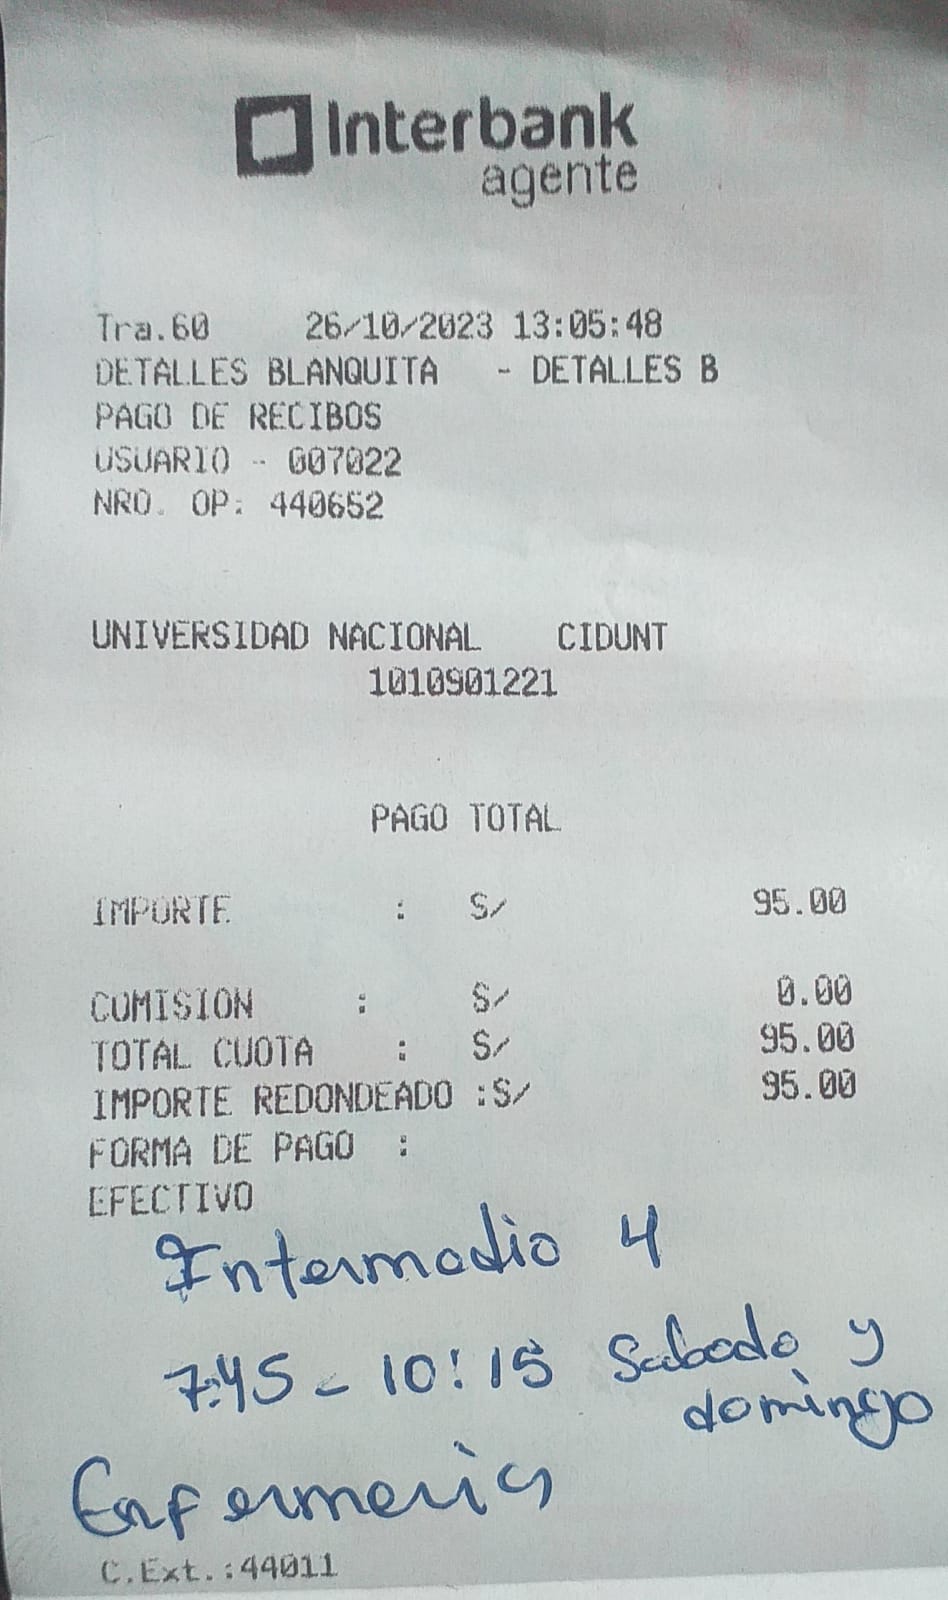 Interbank
agente
Tra.60 26/10/2023 13:05:48
DETALLES BLANQUITA - DETALLES B
PAGO DE RECIBOS
USUARIO - G07022
NRO. OP: 440652
UNIVERSIDAD NACIONAL CIDUNT
1010901221
PAGO TOTAL
IMPORTE : S/ 95.00
COMISION : S/ 0.00
TOTAL CUOTA : S/ 95.00
IMPORTE REDONDEADO :S/ 95.00
FORMA DE PAGO :
EFECTIVO
Intermedio 4
7:45 - 10:15 Sabado y
domingo
Enfermeria
C.Ext.:44011